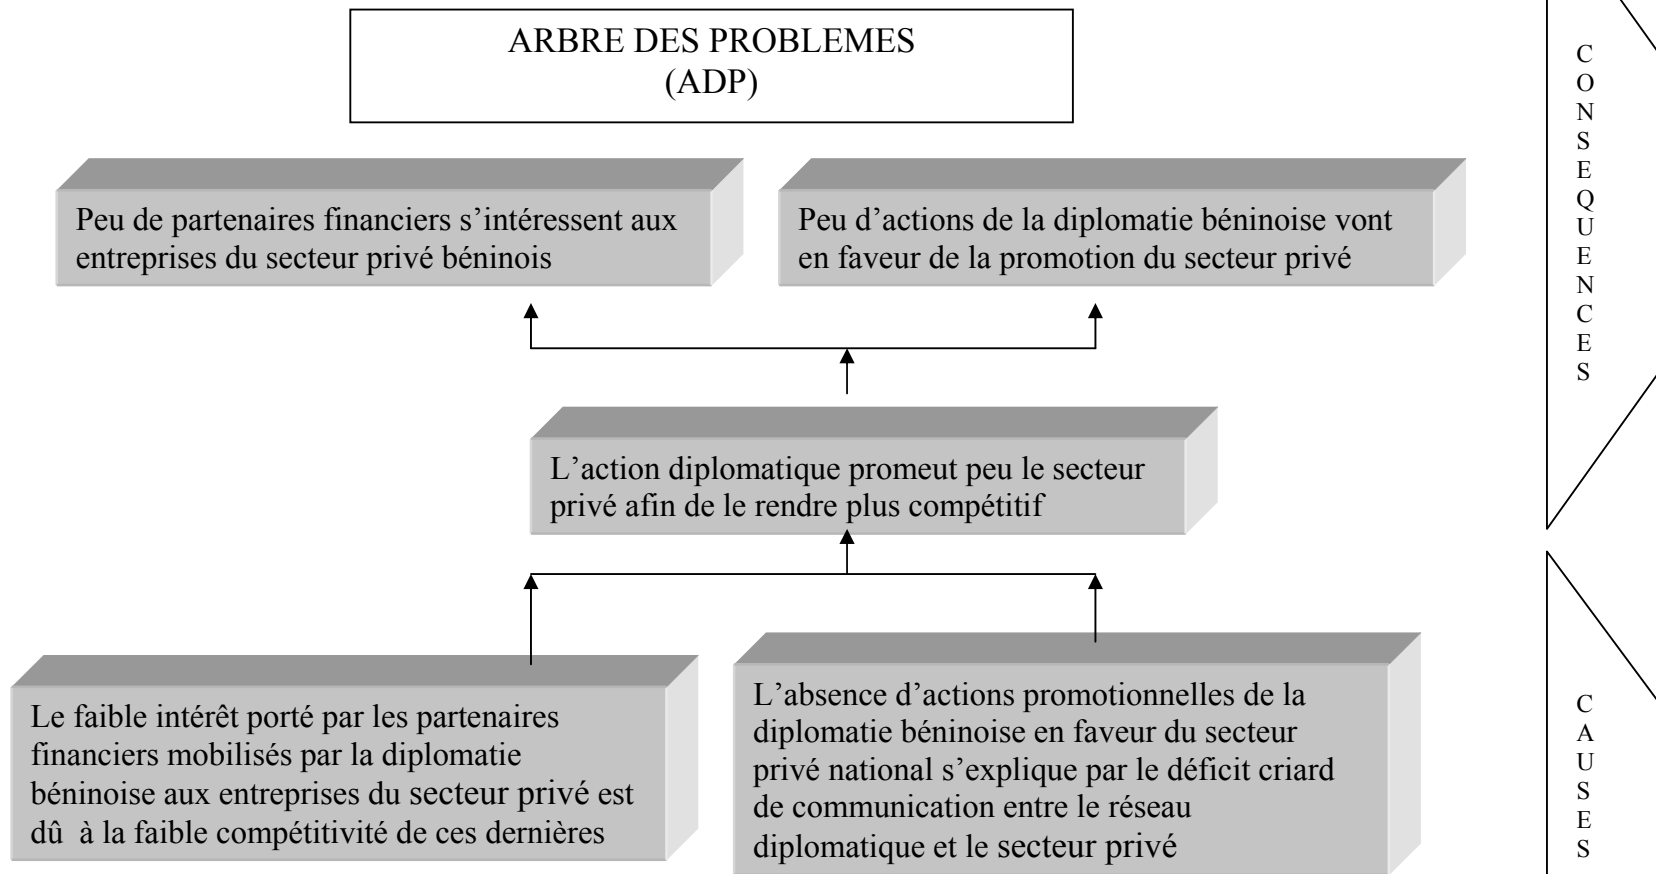 ARBRE DES PROBLEMES
(ADP)
Peu de partenaires financiers s’intéressent aux
entreprises du secteur privé béninois
Peu d’actions de la diplomatie béninoise vont
en faveur de la promotion du secteur privé
L’action diplomatique promeut peu le secteur
privé afin de le rendre plus compétitif
Le faible intérêt porté par les partenaires
financiers mobilisés par la diplomatie
béninoise aux entreprises du secteur privé est
dû à la faible compétitivité de ces dernières
L’absence d’actions promotionnelles de la
diplomatie béninoise en faveur du secteur
privé national s’explique par le déficit criard
de communication entre le réseau
diplomatique et le secteur privé
C
O
N
S
E
Q
U
E
N
C
E
S
C
A
U
S
E
S